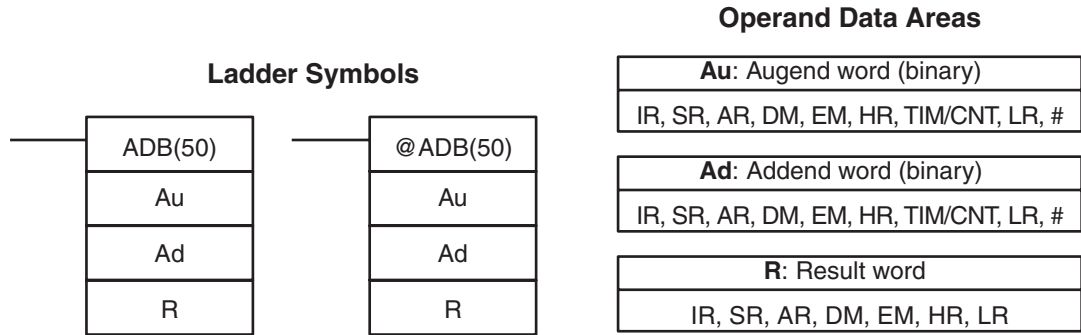 Ladder Symbols
ADB(50)
Au
Ad
R
@ADB(50)
Au
Ad
R
Operand Data Areas
Au: Augend word (binary)
IR, SR, AR, DM, EM, HR, TIM/CNT, LR, #
Ad: Addend word (binary)
IR, SR, AR, DM, EM, HR, TIM/CNT, LR, #
R: Result word
IR, SR, AR, DM, EM, HR, LR